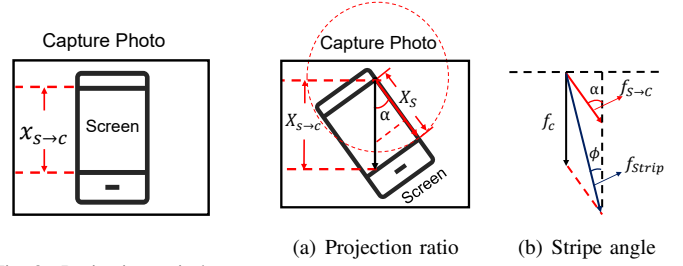 Capture Photo
Screen
x_{S→C}
Capture Photo
X_{S→C}
X_S
α
Screen
(a) Projection ratio
α
f_{S→C}
f_c
ϕ
f_{Strip}
(b) Stripe angle